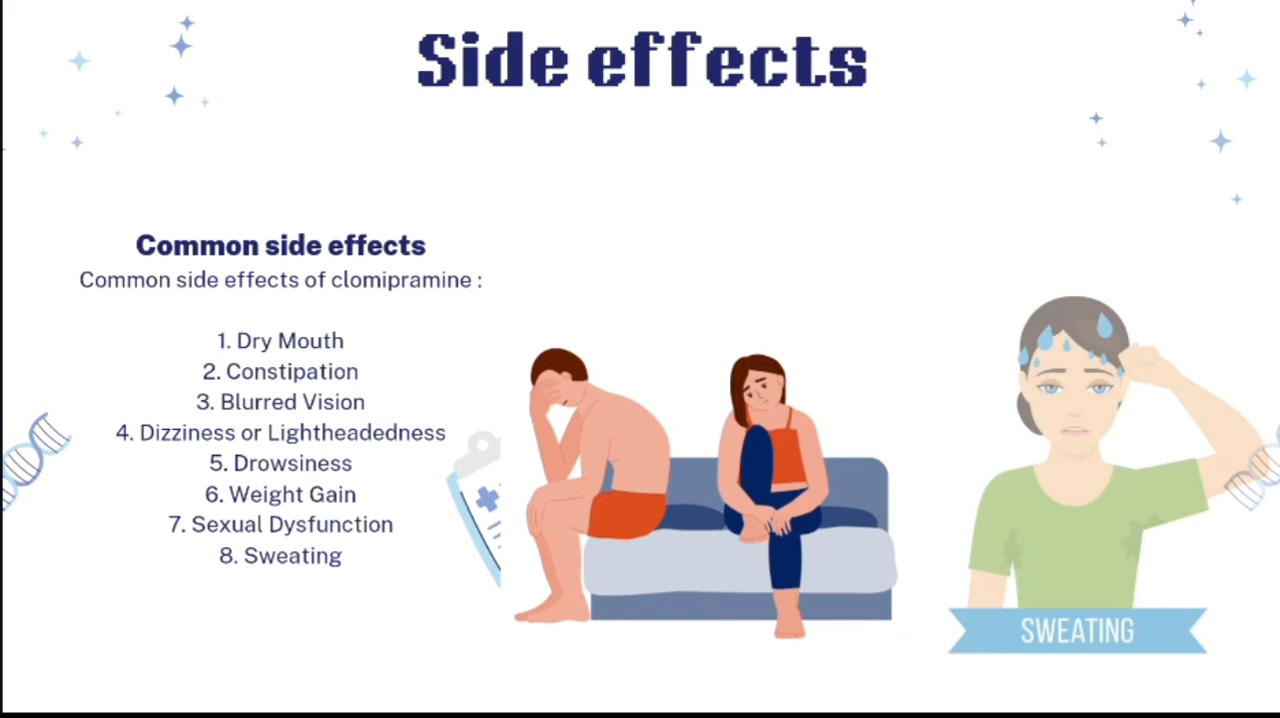 Side effects
Common side effects
Common side effects of clomipramine :
1. Dry Mouth
2. Constipation
3. Blurred Vision
4. Dizziness or Lightheadedness
5. Drowsiness
6. Weight Gain
7. Sexual Dysfunction
8. Sweating
SWEATING